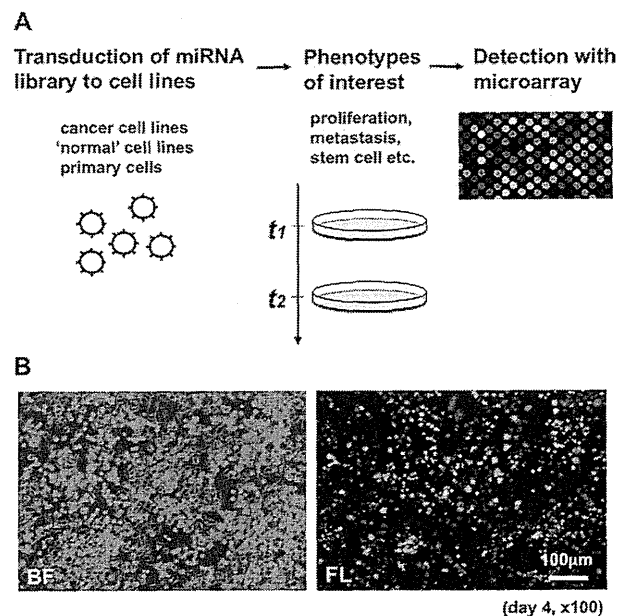 A
Transduction of miRNA
library to cell lines
Phenotypes
of interest
Detection with
microarray
cancer cell lines
'normal' cell lines
primary cells
proliferation,
metastasis,
stem cell etc.
t1
t2
B
BF
FL
100μm
(day 4, x100)